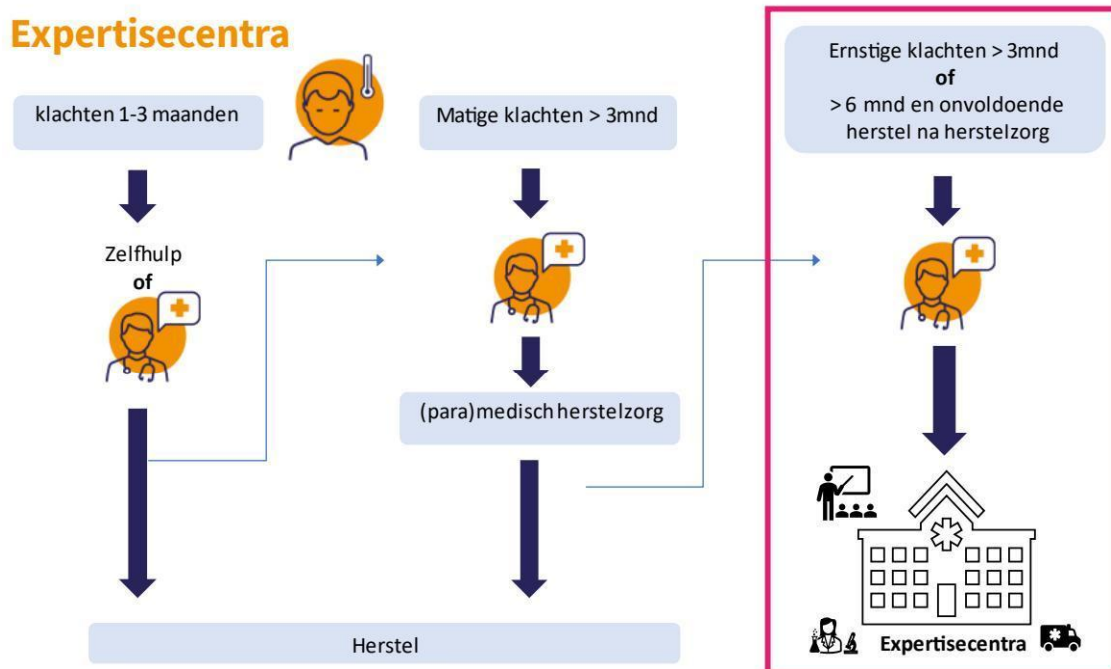 Expertisecentra
klachten 1-3 maanden
Zelfhulp
of
Matige klachten > 3mnd
(para)medisch herstelzorg
Herstel
Ernstige klachten > 3mnd
of
> 6 mnd en onvoldoende
herstel na herstelzorg
Expertisecentra